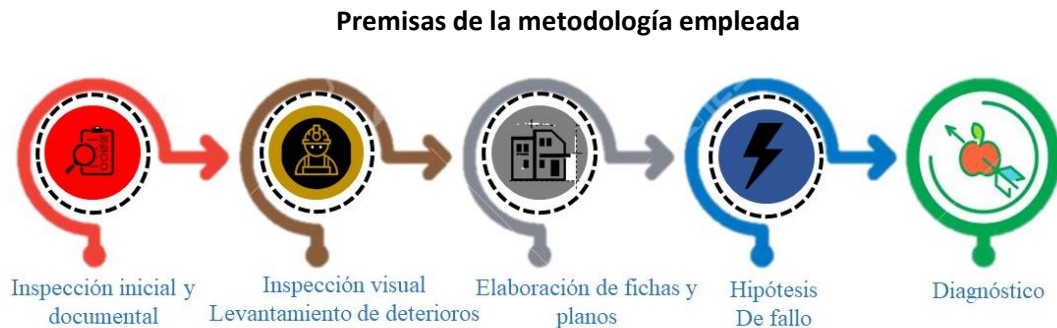 Premisas de la metodología empleada
Inspección inicial y
documental
Inspección visual
Levantamiento de deterioros
Elaboración de fichas y
planos
Hipótesis
De fallo
Diagnóstico